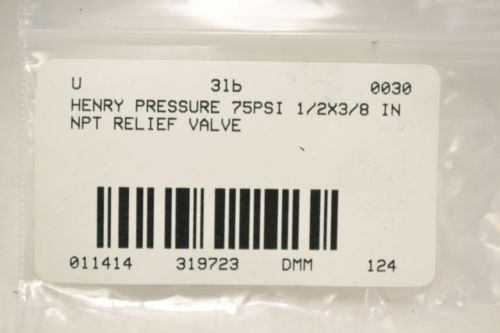 U 31b 0030
HENRY PRESSURE 75PSI 1/2X3/8 IN
NPT RELIEF VALVE
011414 319723 DMM 124